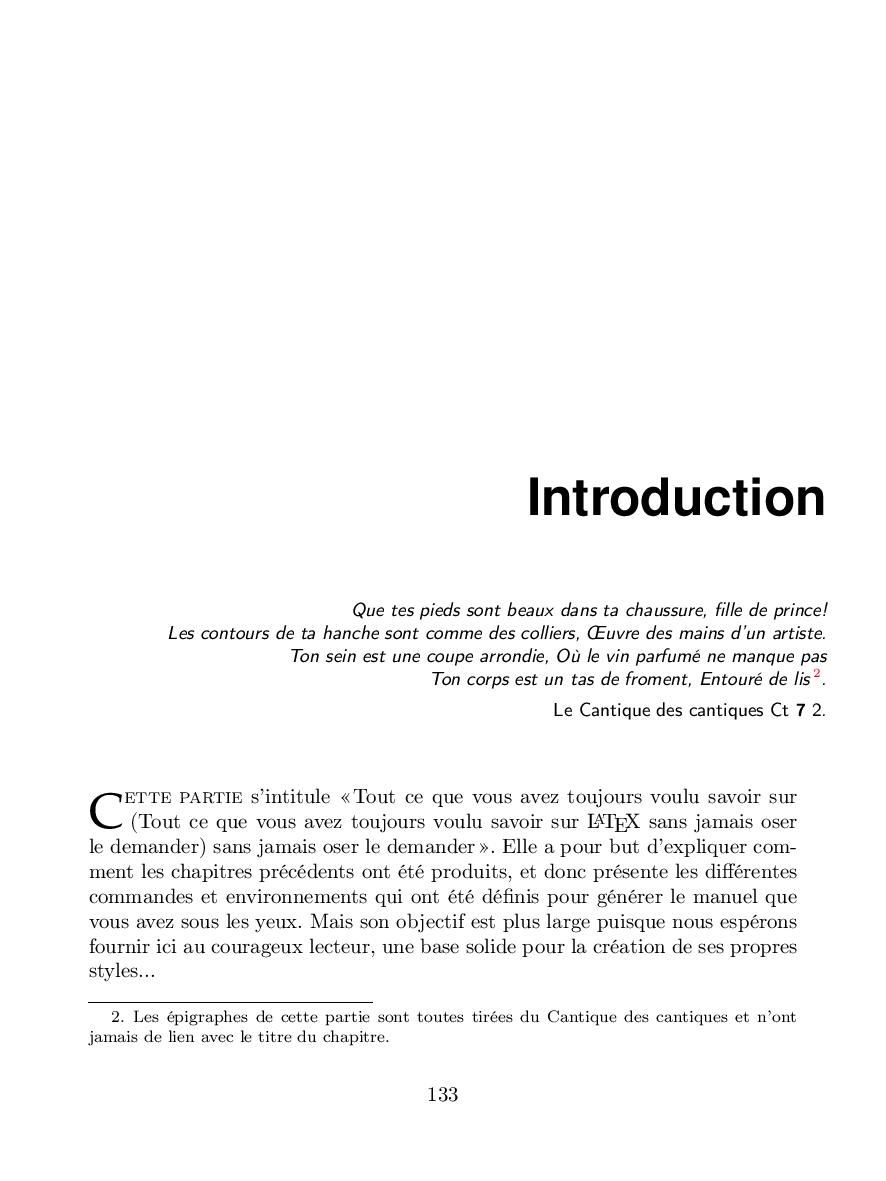 Introduction
Que tes pieds sont beaux dans ta chaussure, fille de prince!
Les contours de ta hanche sont comme des colliers, Œuvre des mains d'un artiste.
Ton sein est une coupe arrondie, Où le vin parfumé ne manque pas
Ton corps est un tas de froment, Entouré de lis 2.
Le Cantique des cantiques Ct 7 2.
CETTE PARTIE s'intitule «Tout ce que vous avez toujours voulu savoir sur
(Tout ce que vous avez toujours voulu savoir sur LATEX sans jamais oser
le demander) sans jamais oser le demander». Elle a pour but d'expliquer com-
ment les chapitres précédents ont été produits, et donc présente les différentes
commandes et environnements qui ont été définis pour générer le manuel que
vous avez sous les yeux. Mais son objectif est plus large puisque nous espérons
fournir ici au courageux lecteur, une base solide pour la création de ses propres
styles...
2. Les épigraphes de cette partie sont toutes tirées du Cantique des cantiques et n'ont
jamais de lien avec le titre du chapitre.
133